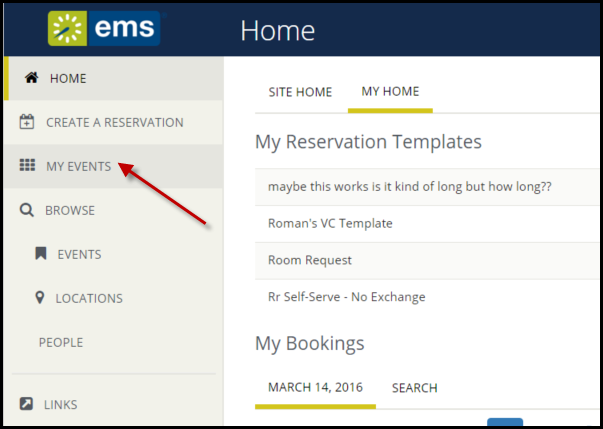 ems
Home
HOME
CREATE A RESERVATION
MY EVENTS
BROWSE
EVENTS
LOCATIONS
PEOPLE
LINKS
SITE HOME
MY HOME
My Reservation Templates
maybe this works is it kind of long but how long??
Roman's VC Template
Room Request
Rr Self-Serve - No Exchange
My Bookings
MARCH 14, 2016
SEARCH